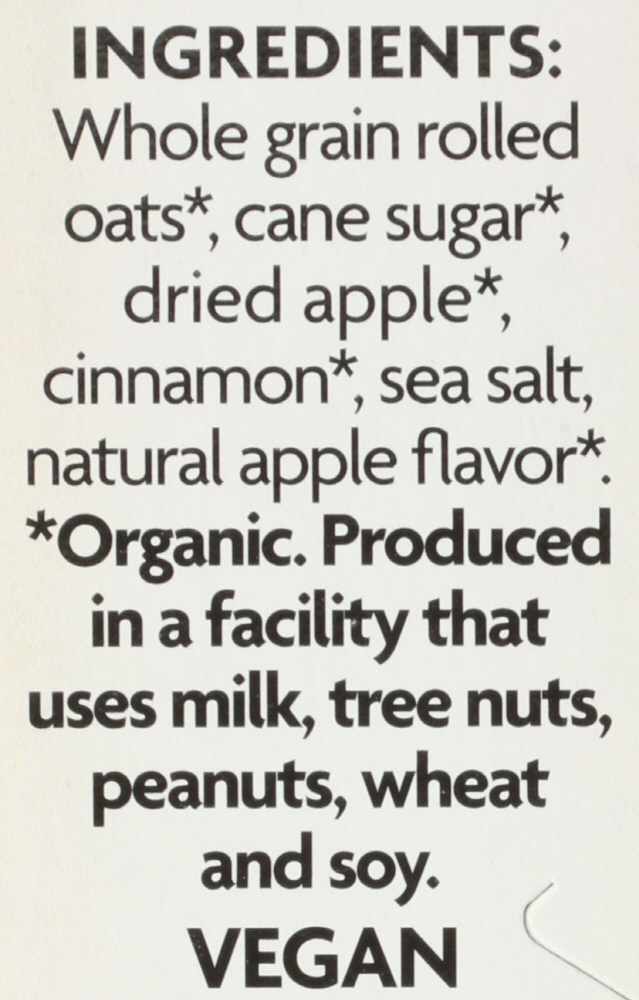 INGREDIENTS:
Whole grain rolled
oats*, cane sugar*,
dried apple*,
cinnamon*, sea salt,
natural apple flavor*.
*Organic. Produced
in a facility that
uses milk, tree nuts,
peanuts, wheat
and soy.
VEGAN